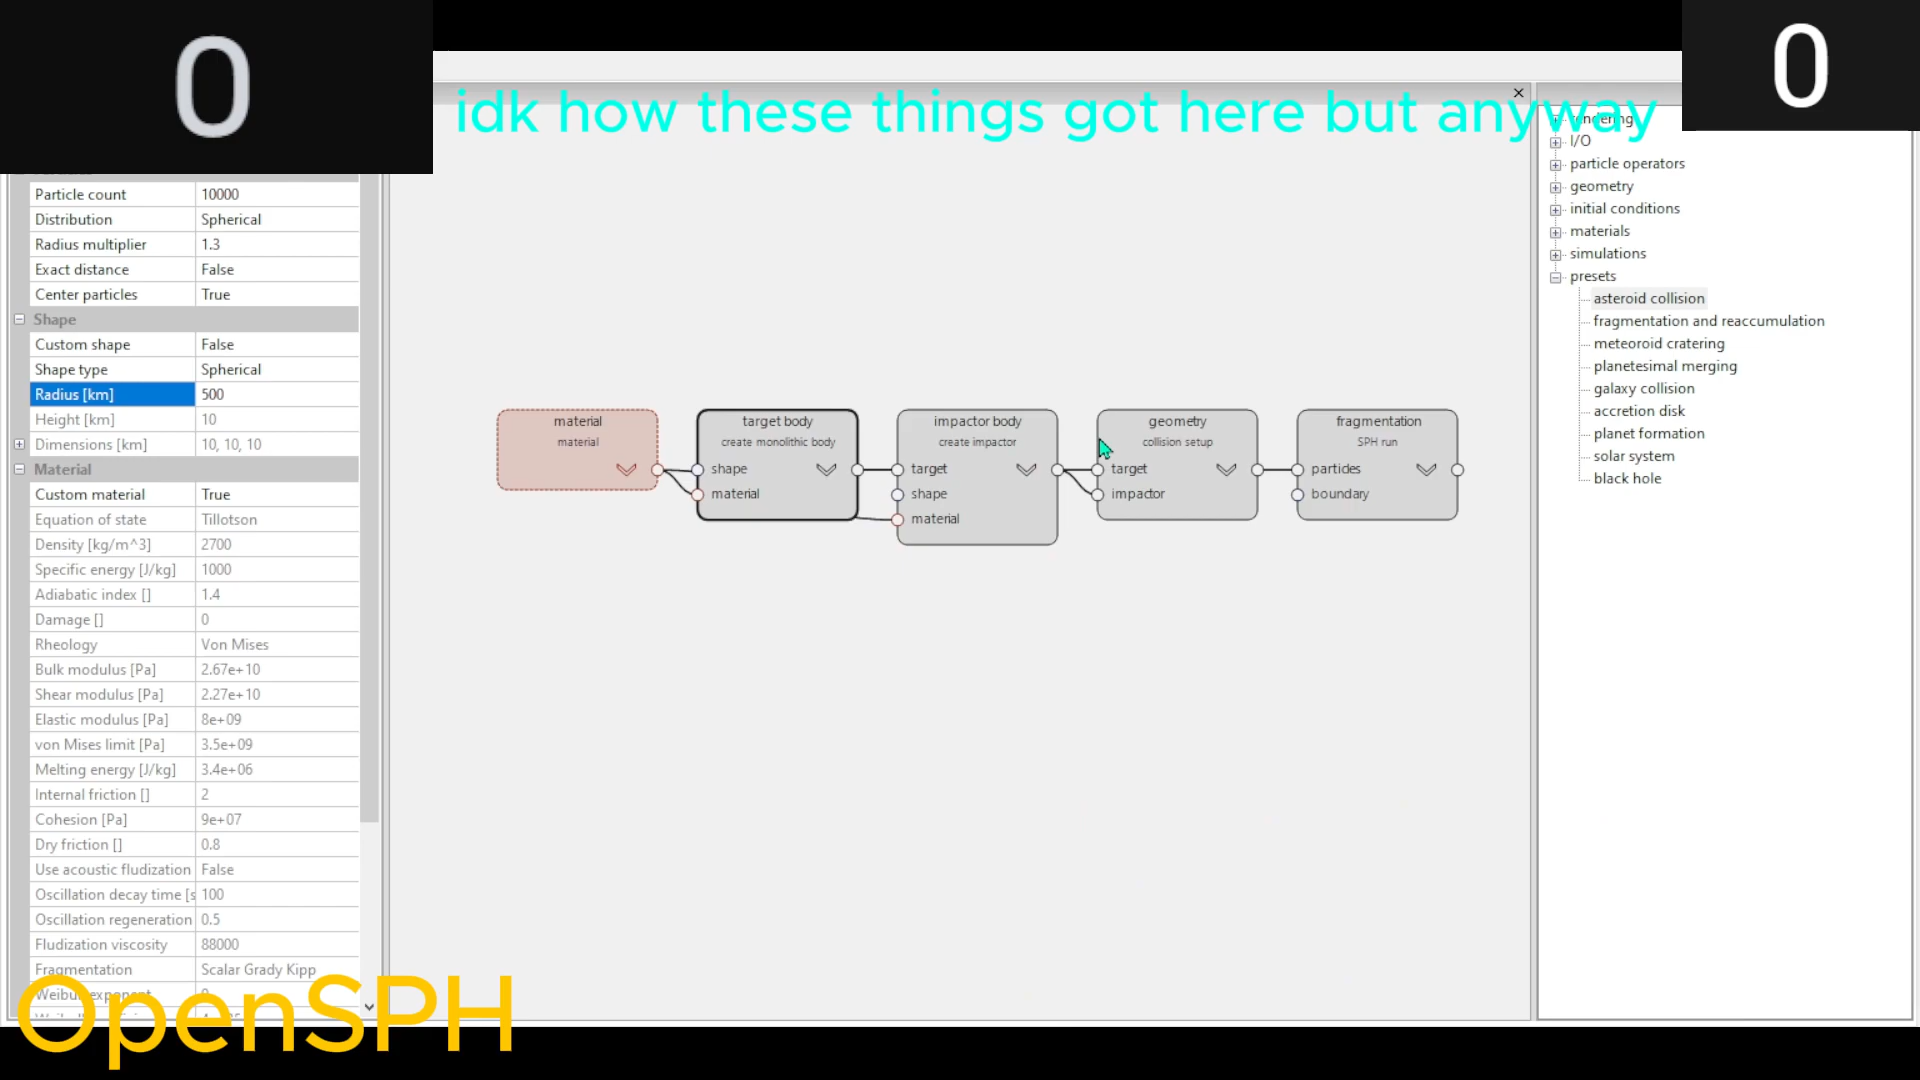 0
0
idk how these things got here but anyway
Particle count 10000
Distribution Spherical
Radius multiplier 1.3
Exact distance False
Center particles True
Shape
Custom shape False
Shape type Spherical
Radius [km] 500
Height [km] 10
Dimensions [km] 10, 10, 10
Material
Custom material True
Equation of state Tillotson
Density [kg/m^3] 2700
Specific energy [J/kg] 1000
Adiabatic index [] 1.4
Damage [] 0
Rheology Von Mises
Bulk modulus [Pa] 2.67e+10
Shear modulus [Pa] 2.27e+10
Elastic modulus [Pa] 8e+09
von Mises limit [Pa] 3.5e+09
Melting energy [J/kg] 3.4e+06
Internal friction [] 2
Cohesion [Pa] 9e+07
Dry friction [] 0.8
Use acoustic fludization False
Oscillation decay time [s 100
Oscillation regeneration 0.5
Fludization viscosity 88000
Fragmentation Scalar Grady Kipp
Weibull exponent
OpenSPH
material
material
target body
create monolithic body
shape
material
impactor body
create impactor
target
shape
material
geometry
collision setup
target
impactor
fragmentation
SPH run
particles
boundary
rendering
I/O
particle operators
geometry
initial conditions
materials
simulations
presets
asteroid collision
fragmentation and reaccumulation
meteoroid cratering
planetesimal merging
galaxy collision
accretion disk
planet formation
solar system
black hole